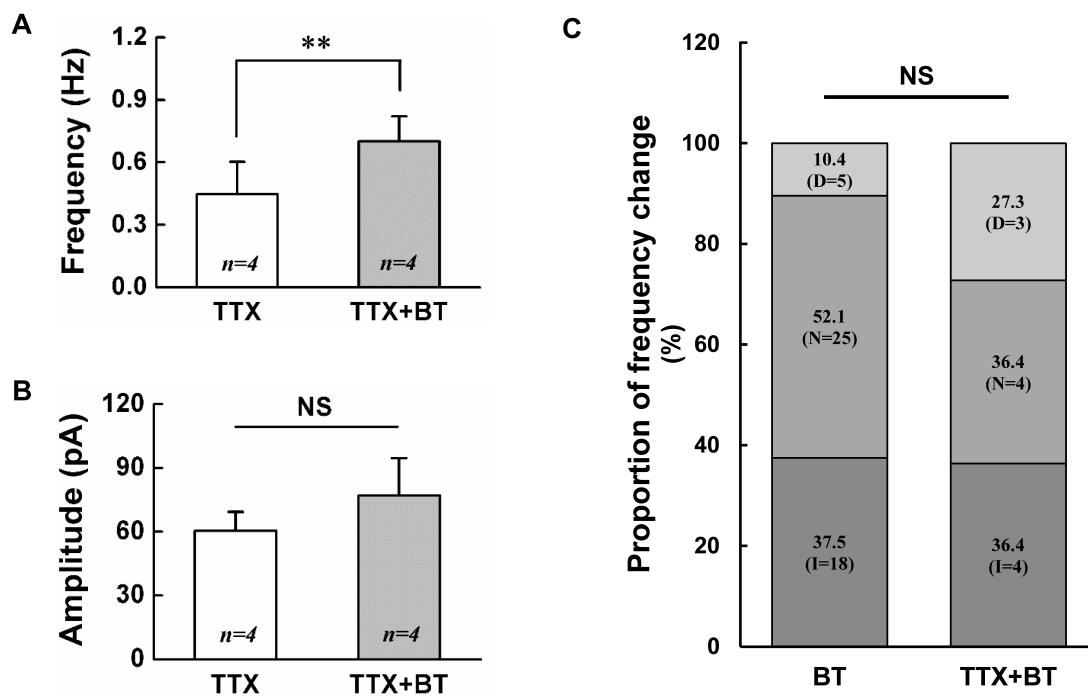 A
Frequency (Hz)
1.2
0.9
0.6
0.3
0.0
**
n=4
n=4
TTX
TTX+BT
B
Amplitude (pA)
120
90
60
30
0
NS
n=4
n=4
TTX
TTX+BT
C
Proportion of frequency change
(%)
120
100
80
60
40
20
0
NS
10.4
(D=5)
52.1
(N=25)
37.5
(I=18)
27.3
(D=3)
36.4
(N=4)
36.4
(I=4)
BT
TTX+BT